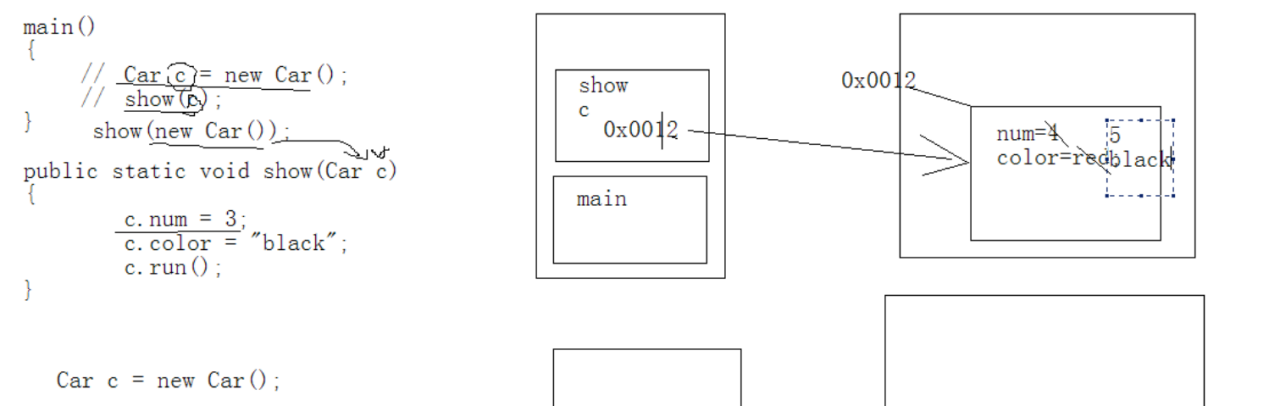 main()
{
// Car c = new Car();
// show(c);
}
show(new Car());
public static void show(Car c)
{
c.num = 3;
c.color = "black";
c.run();
}
Car c = new Car();
show
c
0x0012
main
0x0012
num=4 5
color=red black